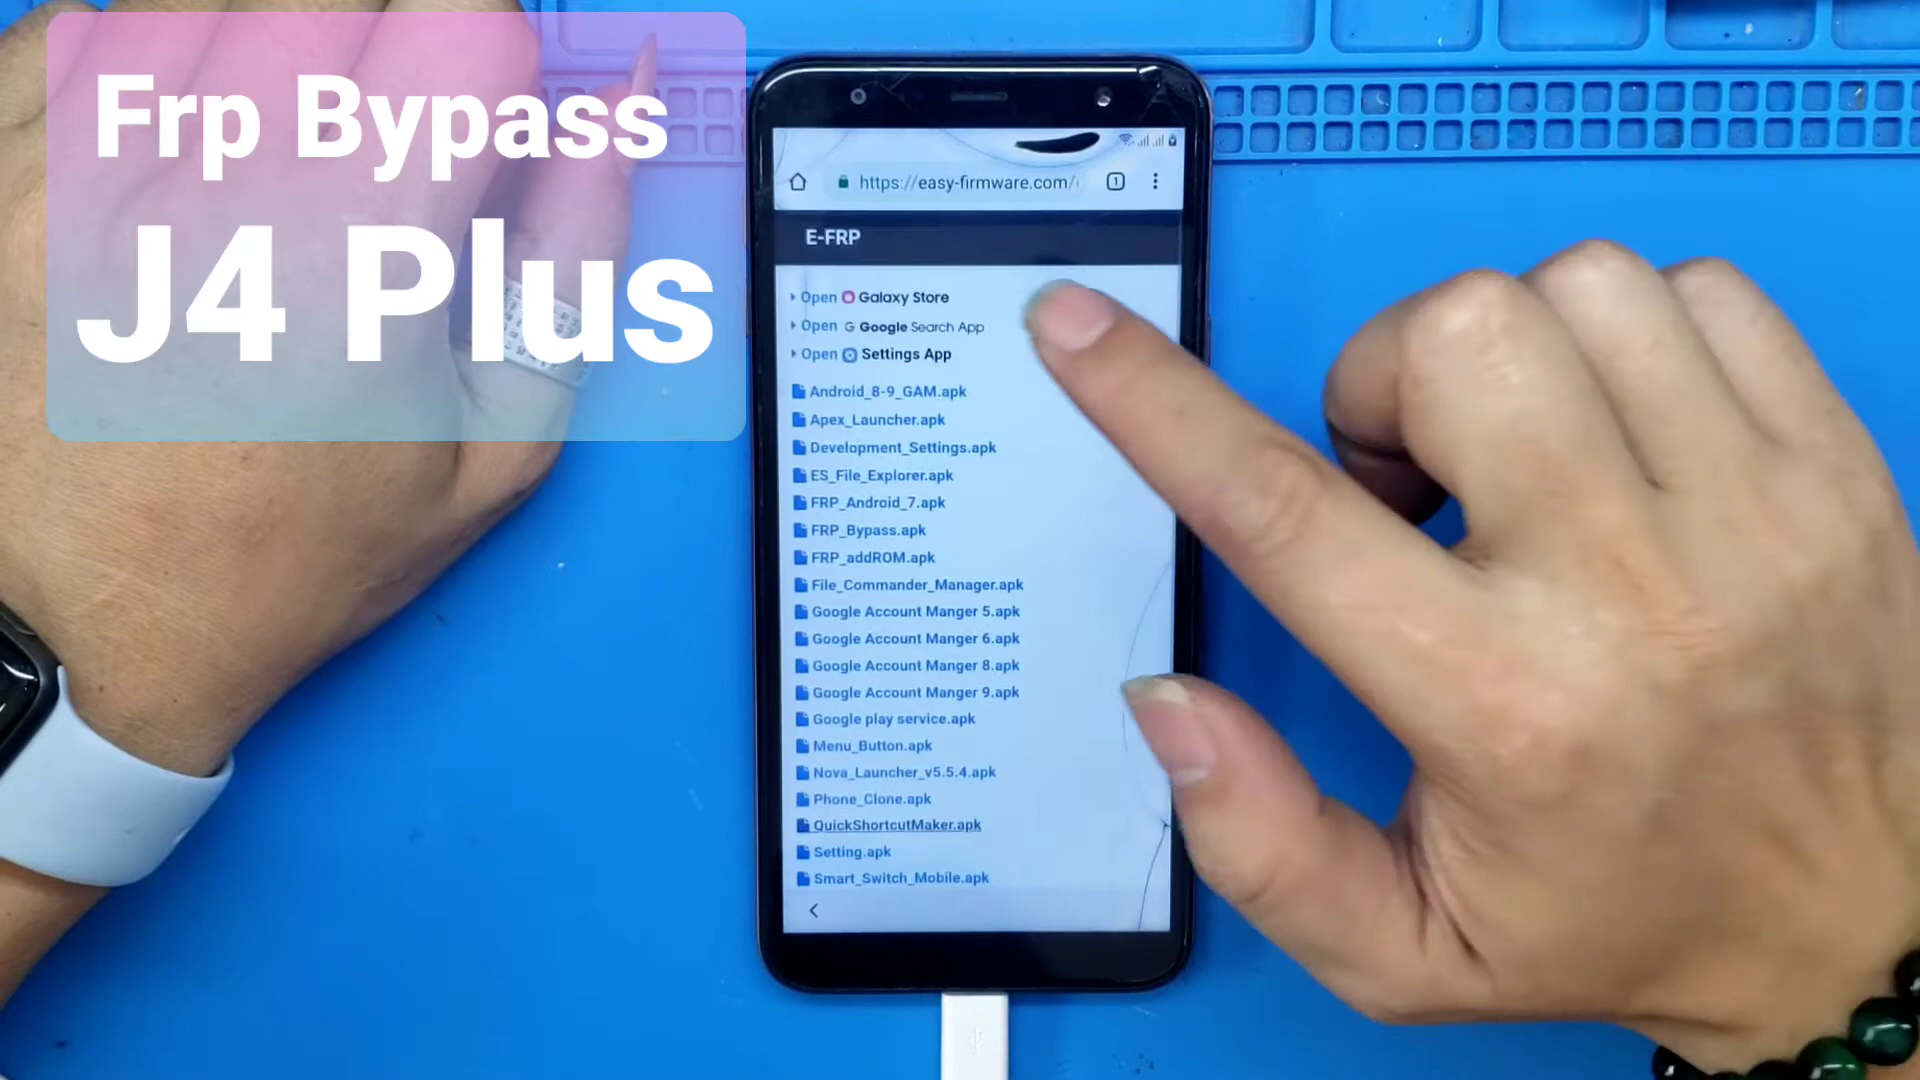 Frp Bypass
J4 Plus
https://easy-firmware.com/
1
E-FRP
Open Galaxy Store
Open G Google Search App
Open Settings App
Android_8-9_GAM.apk
Apex_Launcher.apk
Development_Settings.apk
ES_File_Explorer.apk
FRP_Android_7.apk
FRP_Bypass.apk
FRP_addROM.apk
File_Commander_Manager.apk
Google Account Manger 5.apk
Google Account Manger 6.apk
Google Account Manger 8.apk
Google Account Manger 9.apk
Google play service.apk
Menu_Button.apk
Nova_Launcher_v5.5.4.apk
Phone_Clone.apk
QuickShortcutMaker.apk
Setting.apk
Smart_Switch_Mobile.apk